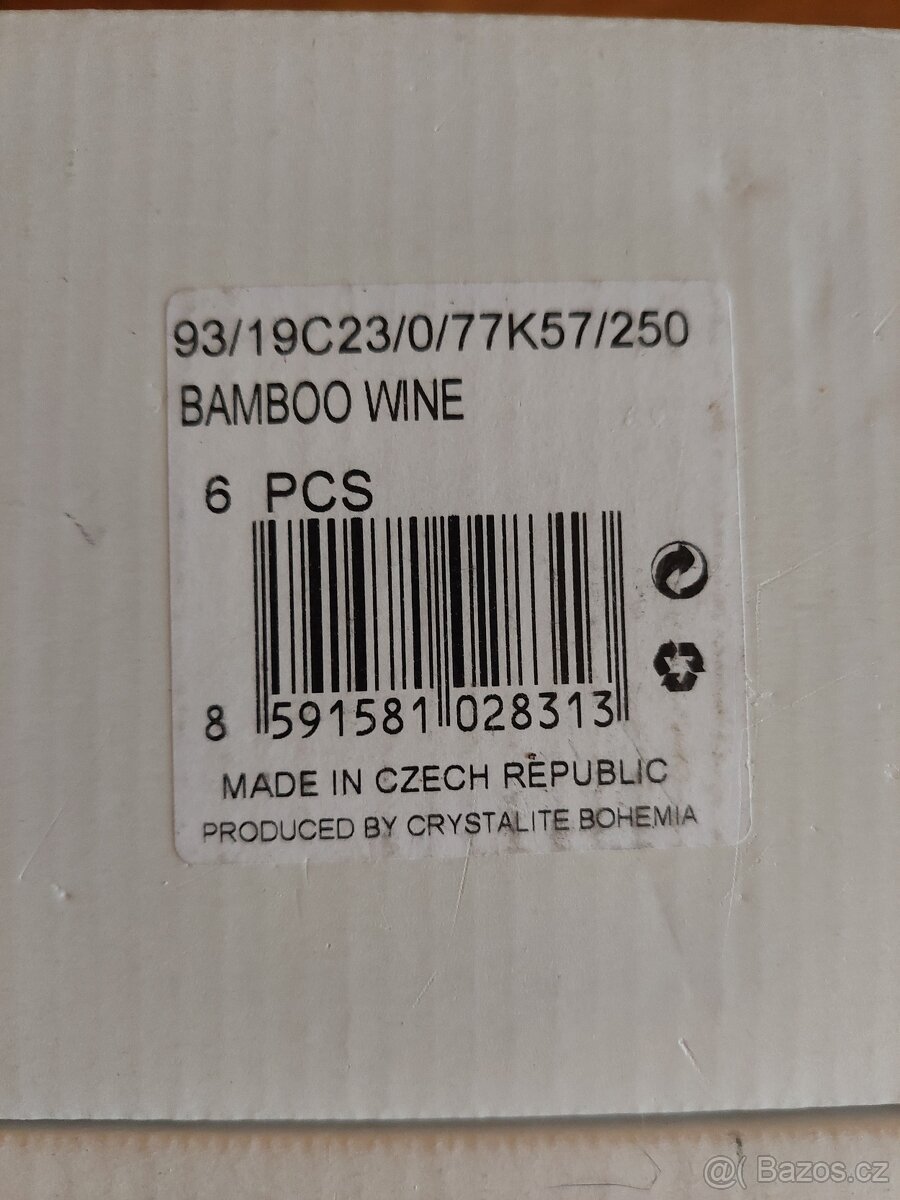 93/19C23/0/77K57/250
BAMBOO WINE
6 PCS
8 591581 028313
MADE IN CZECH REPUBLIC
PRODUCED BY CRYSTALITE BOHEMIA
@( Bazos.cz